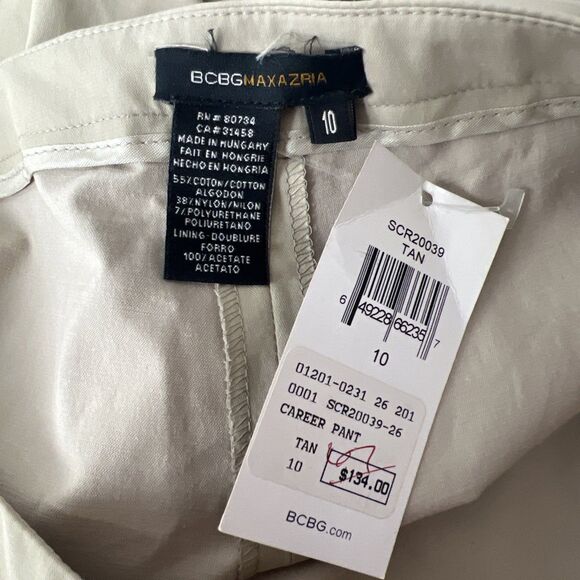 BCBGMAXAZRIA
10
RN# 80734
CA# 31458
MADE IN HUNGARY
FAIT EN HONGRIE
HECHO EN HONGRIA
55% COTON/COTTON
ALGODON
38% NYLON/NILON
7% POLYURETHANE
POLIURETANO
LINING-DOUBLURE
FORRO
100% ACETATE
ACETATO
SCR20039
TAN
6 49228 66235 7
10
01201-0231 26 201
0001 SCR20039-26
CAREER PANT
TAN
10 $134.00
BCBG.com